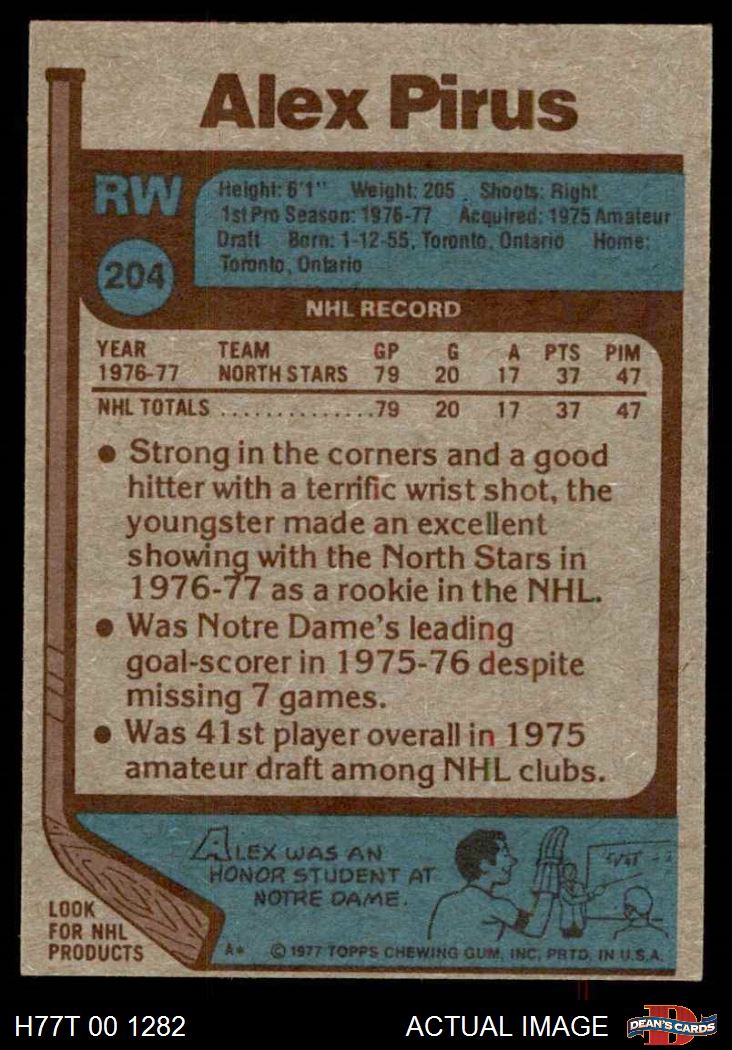 Alex Pirus
RW
204
Height: 6'1" Weight: 205 Shoots: Right
1st Pro Season: 1976-77 Acquired: 1975 Amateur
Draft Born: 1-12-55, Toronto, Ontario Home:
Toronto, Ontario
NHL RECORD
YEAR TEAM GP G A PTS PIM
1976-77 NORTH STARS 79 20 17 37 47
NHL TOTALS ..............79 20 17 37 47
● Strong in the corners and a good
hitter with a terrific wrist shot, the
youngster made an excellent
showing with the North Stars in
1976-77 as a rookie in the NHL.
● Was Notre Dame's leading
goal-scorer in 1975-76 despite
missing 7 games.
● Was 41st player overall in 1975
amateur draft among NHL clubs.
ALEX WAS AN
HONOR STUDENT AT
NOTRE DAME.
LOOK
FOR NHL
PRODUCTS
A* © 1977 TOPPS CHEWING GUM, INC. PRTD. IN U.S.A.
H77T 00 1282 ACTUAL IMAGE
D
DEAN'S CARDS